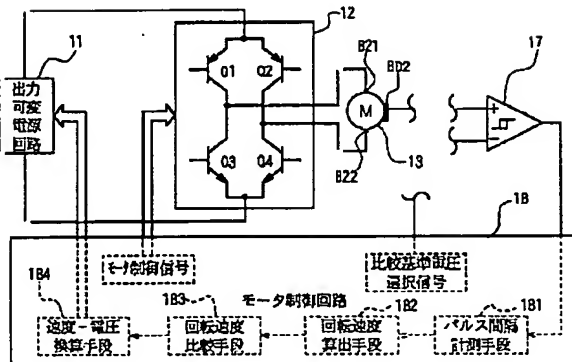 11
出力
可変
電源
回路
12
Q1
Q2
Q3
Q4
B21
BD2
M
B22
13
17
+
−
18
モータ制御信号
比較基準電圧
選択信号
モータ制御回路
184
速度－電圧
換算手段
183
回転速度
比較手段
182
回転速度
算出手段
181
パルス間隔
計測手段